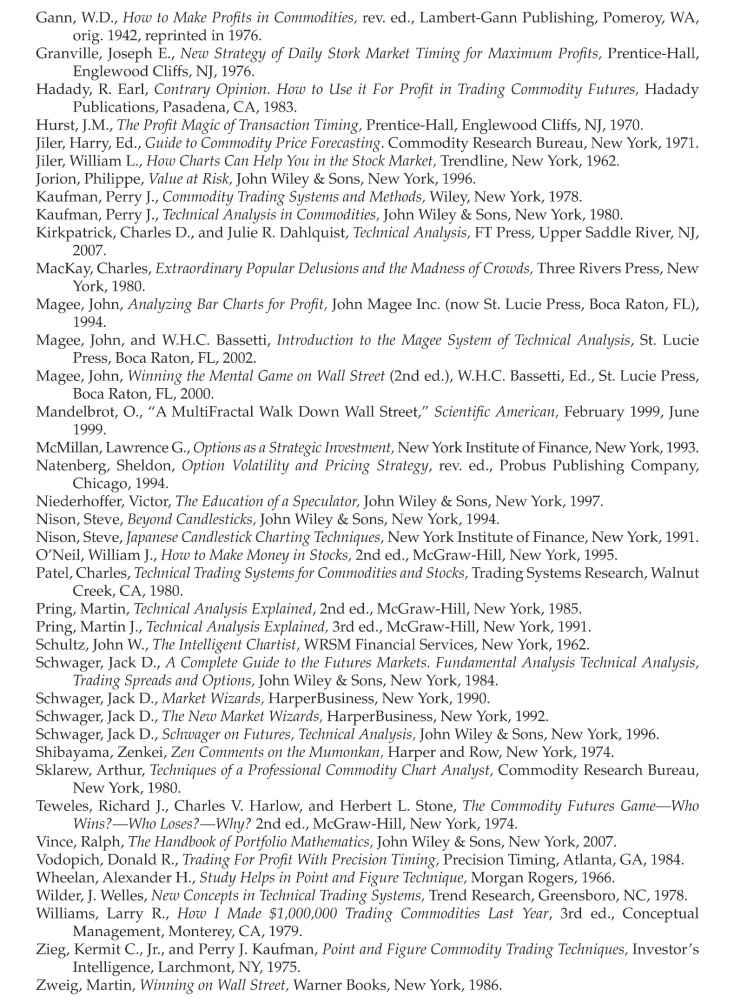 Gann, W.D., How to Make Profits in Commodities, rev. ed., Lambert-Gann Publishing, Pomeroy, WA,
orig. 1942, reprinted in 1976.
Granville, Joseph E., New Strategy of Daily Stork Market Timing for Maximum Profits, Prentice-Hall,
Englewood Cliffs, NJ, 1976.
Hadady, R. Earl, Contrary Opinion. How to Use it For Profit in Trading Commodity Futures, Hadady
Publications, Pasadena, CA, 1983.
Hurst, J.M., The Profit Magic of Transaction Timing, Prentice-Hall, Englewood Cliffs, NJ, 1970.
Jiler, Harry, Ed., Guide to Commodity Price Forecasting. Commodity Research Bureau, New York, 1971.
Jiler, William L., How Charts Can Help You in the Stock Market, Trendline, New York, 1962.
Jorion, Philippe, Value at Risk, John Wiley & Sons, New York, 1996.
Kaufman, Perry J., Commodity Trading Systems and Methods, Wiley, New York, 1978.
Kaufman, Perry J., Technical Analysis in Commodities, John Wiley & Sons, New York, 1980.
Kirkpatrick, Charles D., and Julie R. Dahlquist, Technical Analysis, FT Press, Upper Saddle River, NJ,
2007.
MacKay, Charles, Extraordinary Popular Delusions and the Madness of Crowds, Three Rivers Press, New
York, 1980.
Magee, John, Analyzing Bar Charts for Profit, John Magee Inc. (now St. Lucie Press, Boca Raton, FL),
1994.
Magee, John, and W.H.C. Bassetti, Introduction to the Magee System of Technical Analysis, St. Lucie
Press, Boca Raton, FL, 2002.
Magee, John, Winning the Mental Game on Wall Street (2nd ed.), W.H.C. Bassetti, Ed., St. Lucie Press,
Boca Raton, FL, 2000.
Mandelbrot, O., “A MultiFractal Walk Down Wall Street,” Scientific American, February 1999, June
1999.
McMillan, Lawrence G., Options as a Strategic Investment, New York Institute of Finance, New York, 1993.
Natenberg, Sheldon, Option Volatility and Pricing Strategy, rev. ed., Probus Publishing Company,
Chicago, 1994.
Niederhoffer, Victor, The Education of a Speculator, John Wiley & Sons, New York, 1997.
Nison, Steve, Beyond Candlesticks, John Wiley & Sons, New York, 1994.
Nison, Steve, Japanese Candlestick Charting Techniques, New York Institute of Finance, New York, 1991.
O’Neil, William J., How to Make Money in Stocks, 2nd ed., McGraw-Hill, New York, 1995.
Patel, Charles, Technical Trading Systems for Commodities and Stocks, Trading Systems Research, Walnut
Creek, CA, 1980.
Pring, Martin, Technical Analysis Explained, 2nd ed., McGraw-Hill, New York, 1985.
Pring, Martin J., Technical Analysis Explained, 3rd ed., McGraw-Hill, New York, 1991.
Schultz, John W., The Intelligent Chartist, WRSM Financial Services, New York, 1962.
Schwager, Jack D., A Complete Guide to the Futures Markets. Fundamental Analysis Technical Analysis,
Trading Spreads and Options, John Wiley & Sons, New York, 1984.
Schwager, Jack D., Market Wizards, HarperBusiness, New York, 1990.
Schwager, Jack D., The New Market Wizards, HarperBusiness, New York, 1992.
Schwager, Jack D., Schwager on Futures, Technical Analysis, John Wiley & Sons, New York, 1996.
Shibayama, Zenkei, Zen Comments on the Mumonkan, Harper and Row, New York, 1974.
Sklarew, Arthur, Techniques of a Professional Commodity Chart Analyst, Commodity Research Bureau,
New York, 1980.
Teweles, Richard J., Charles V. Harlow, and Herbert L. Stone, The Commodity Futures Game—Who
Wins?—Who Loses?—Why? 2nd ed., McGraw-Hill, New York, 1974.
Vince, Ralph, The Handbook of Portfolio Mathematics, John Wiley & Sons, New York, 2007.
Vodopich, Donald R., Trading For Profit With Precision Timing, Precision Timing, Atlanta, GA, 1984.
Wheelan, Alexander H., Study Helps in Point and Figure Technique, Morgan Rogers, 1966.
Wilder, J. Welles, New Concepts in Technical Trading Systems, Trend Research, Greensboro, NC, 1978.
Williams, Larry R., How I Made $1,000,000 Trading Commodities Last Year, 3rd ed., Conceptual
Management, Monterey, CA, 1979.
Zieg, Kermit C., Jr., and Perry J. Kaufman, Point and Figure Commodity Trading Techniques, Investor’s
Intelligence, Larchmont, NY, 1975.
Zweig, Martin, Winning on Wall Street, Warner Books, New York, 1986.